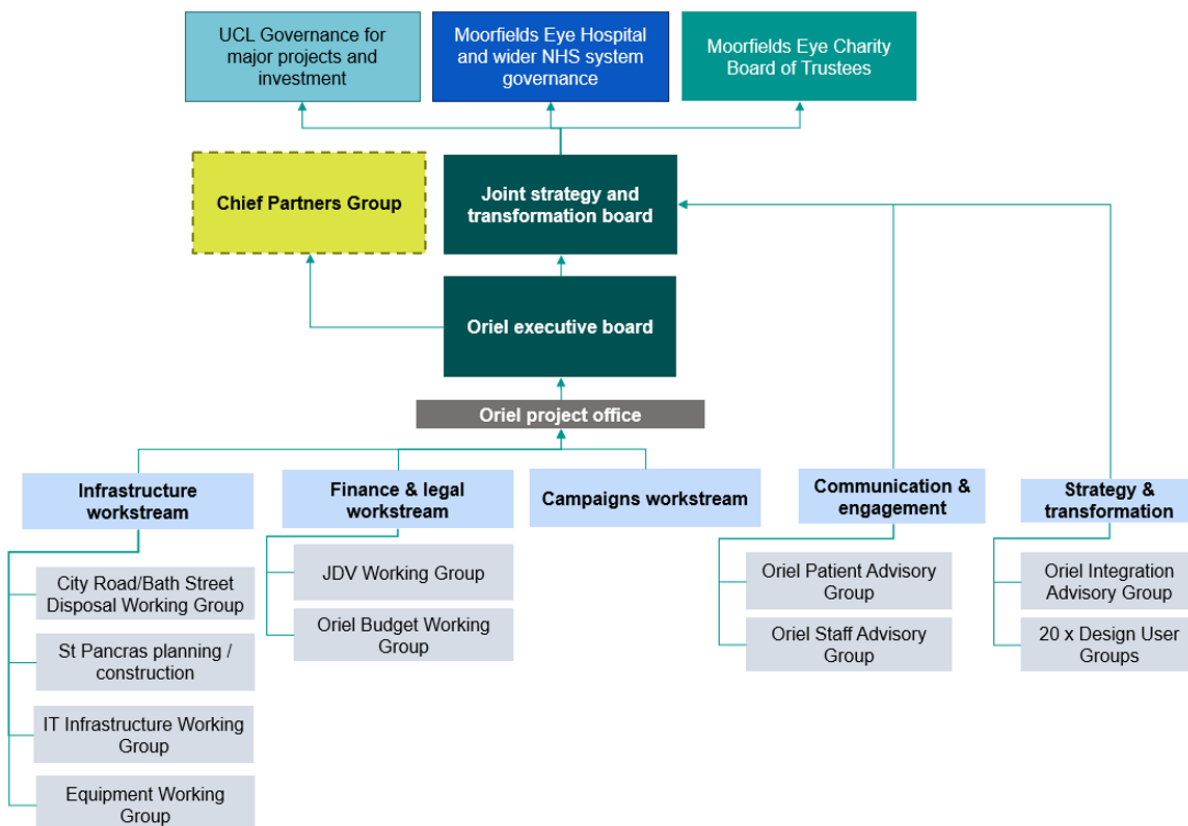 UCL Governance for
major projects and
investment
Moorfields Eye Hospital
and wider NHS system
governance
Moorfields Eye Charity
Board of Trustees
Chief Partners Group
Joint strategy and
transformation board
Oriel executive board
Oriel project office
Infrastructure
workstream
Finance & legal
workstream
Campaigns workstream
Communication &
engagement
Strategy &
transformation
City Road/Bath Street
Disposal Working Group
St Pancras planning /
construction
IT Infrastructure Working
Group
Equipment Working
Group
JDV Working Group
Oriel Budget Working
Group
Oriel Patient Advisory
Group
Oriel Staff Advisory
Group
Oriel Integration
Advisory Group
20 x Design User
Groups